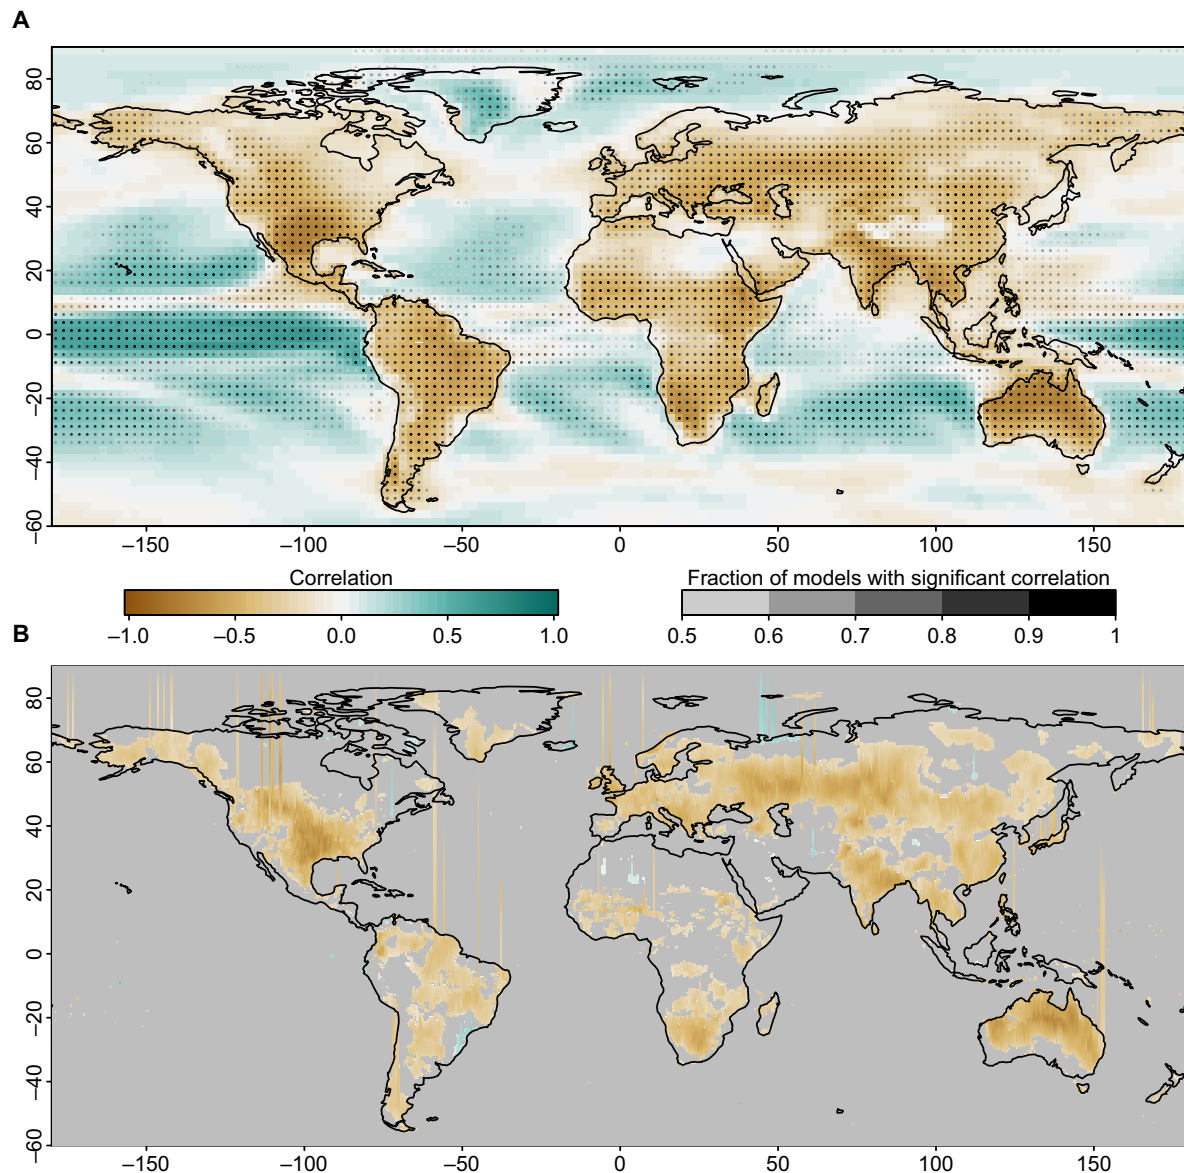 A
80
60
40
20
0
−20
−40
−60
−150 −100 −50 0 50 100 150
Correlation
Fraction of models with significant correlation
−1.0 −0.5 0.0 0.5 1.0
0.5 0.6 0.7 0.8 0.9 1
B
80
60
40
20
0
−20
−40
−60
−150 −100 −50 0 50 100 150